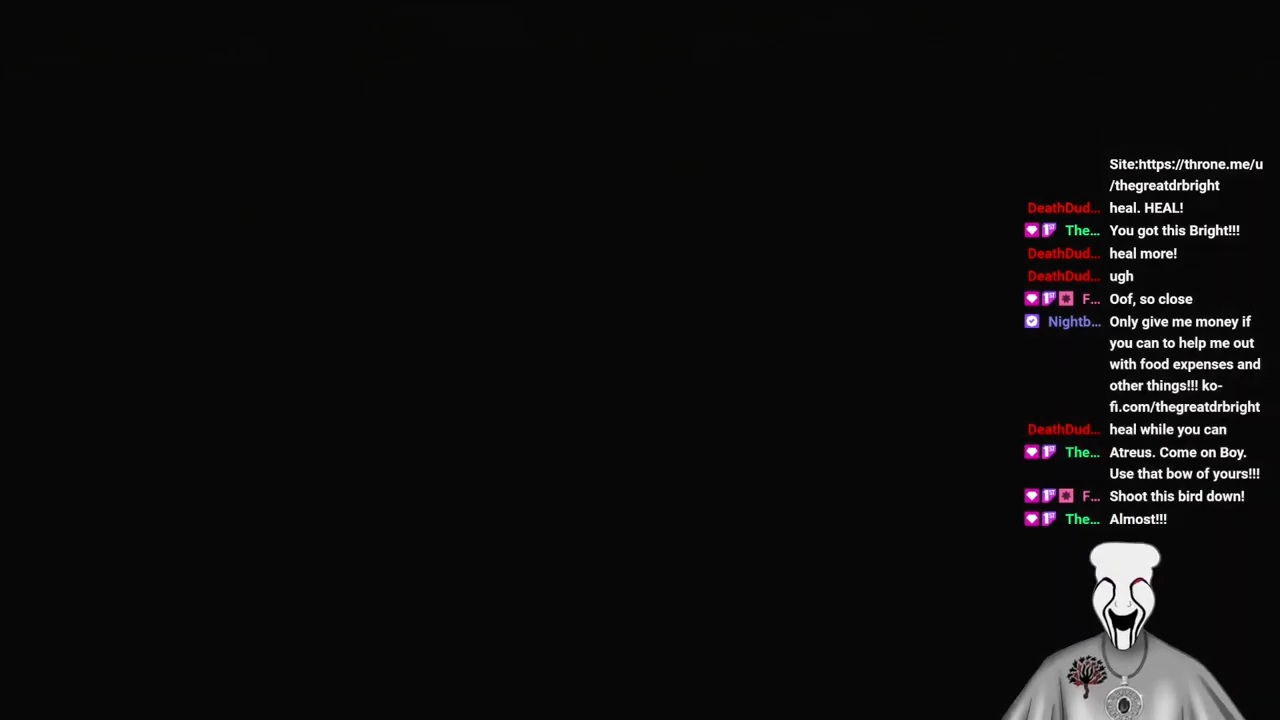 Site:https://throne.me/u
/thegreatdrbright
DeathDud... heal. HEAL!
The... You got this Bright!!!
DeathDud... heal more!
DeathDud... ugh
F... Oof, so close
Nightb... Only give me money if
you can to help me out
with food expenses and
other things!!! ko-
fi.com/thegreatdrbright
DeathDud... heal while you can
The... Atreus. Come on Boy.
Use that bow of yours!!!
F... Shoot this bird down!
The... Almost!!!